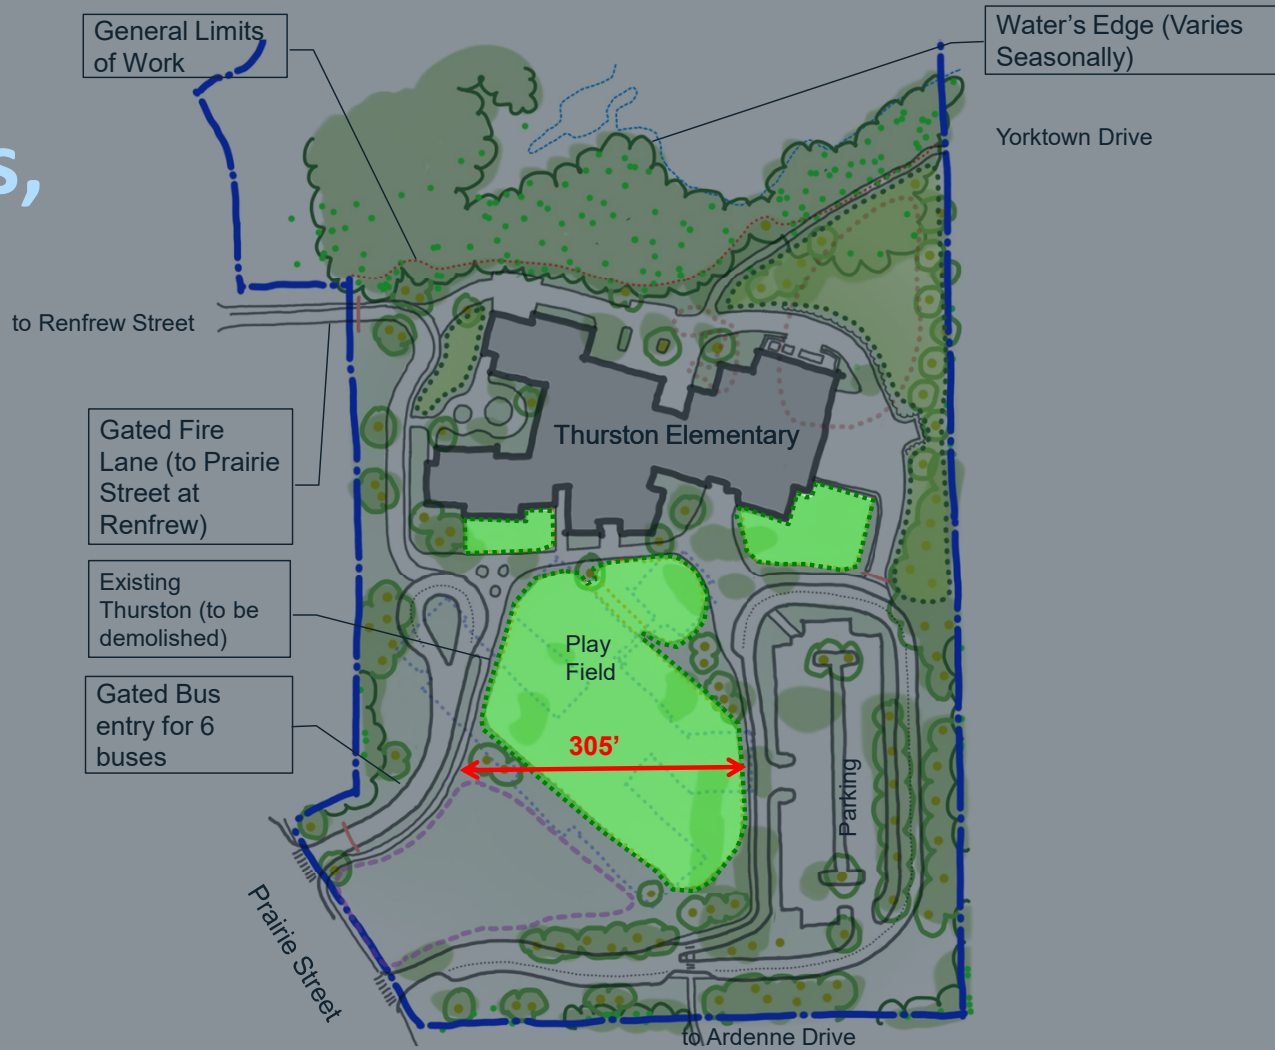 General Limits
of Work
Water’s Edge (Varies
Seasonally)
Yorktown Drive
s,
to Renfrew Street
Gated Fire
Lane (to Prairie
Street at
Renfrew)
Thurston Elementary
Existing
Thurston (to be
demolished)
Play
Field
Gated Bus
entry for 6
buses
305’
Parking
Prairie Street
to Ardenne Drive